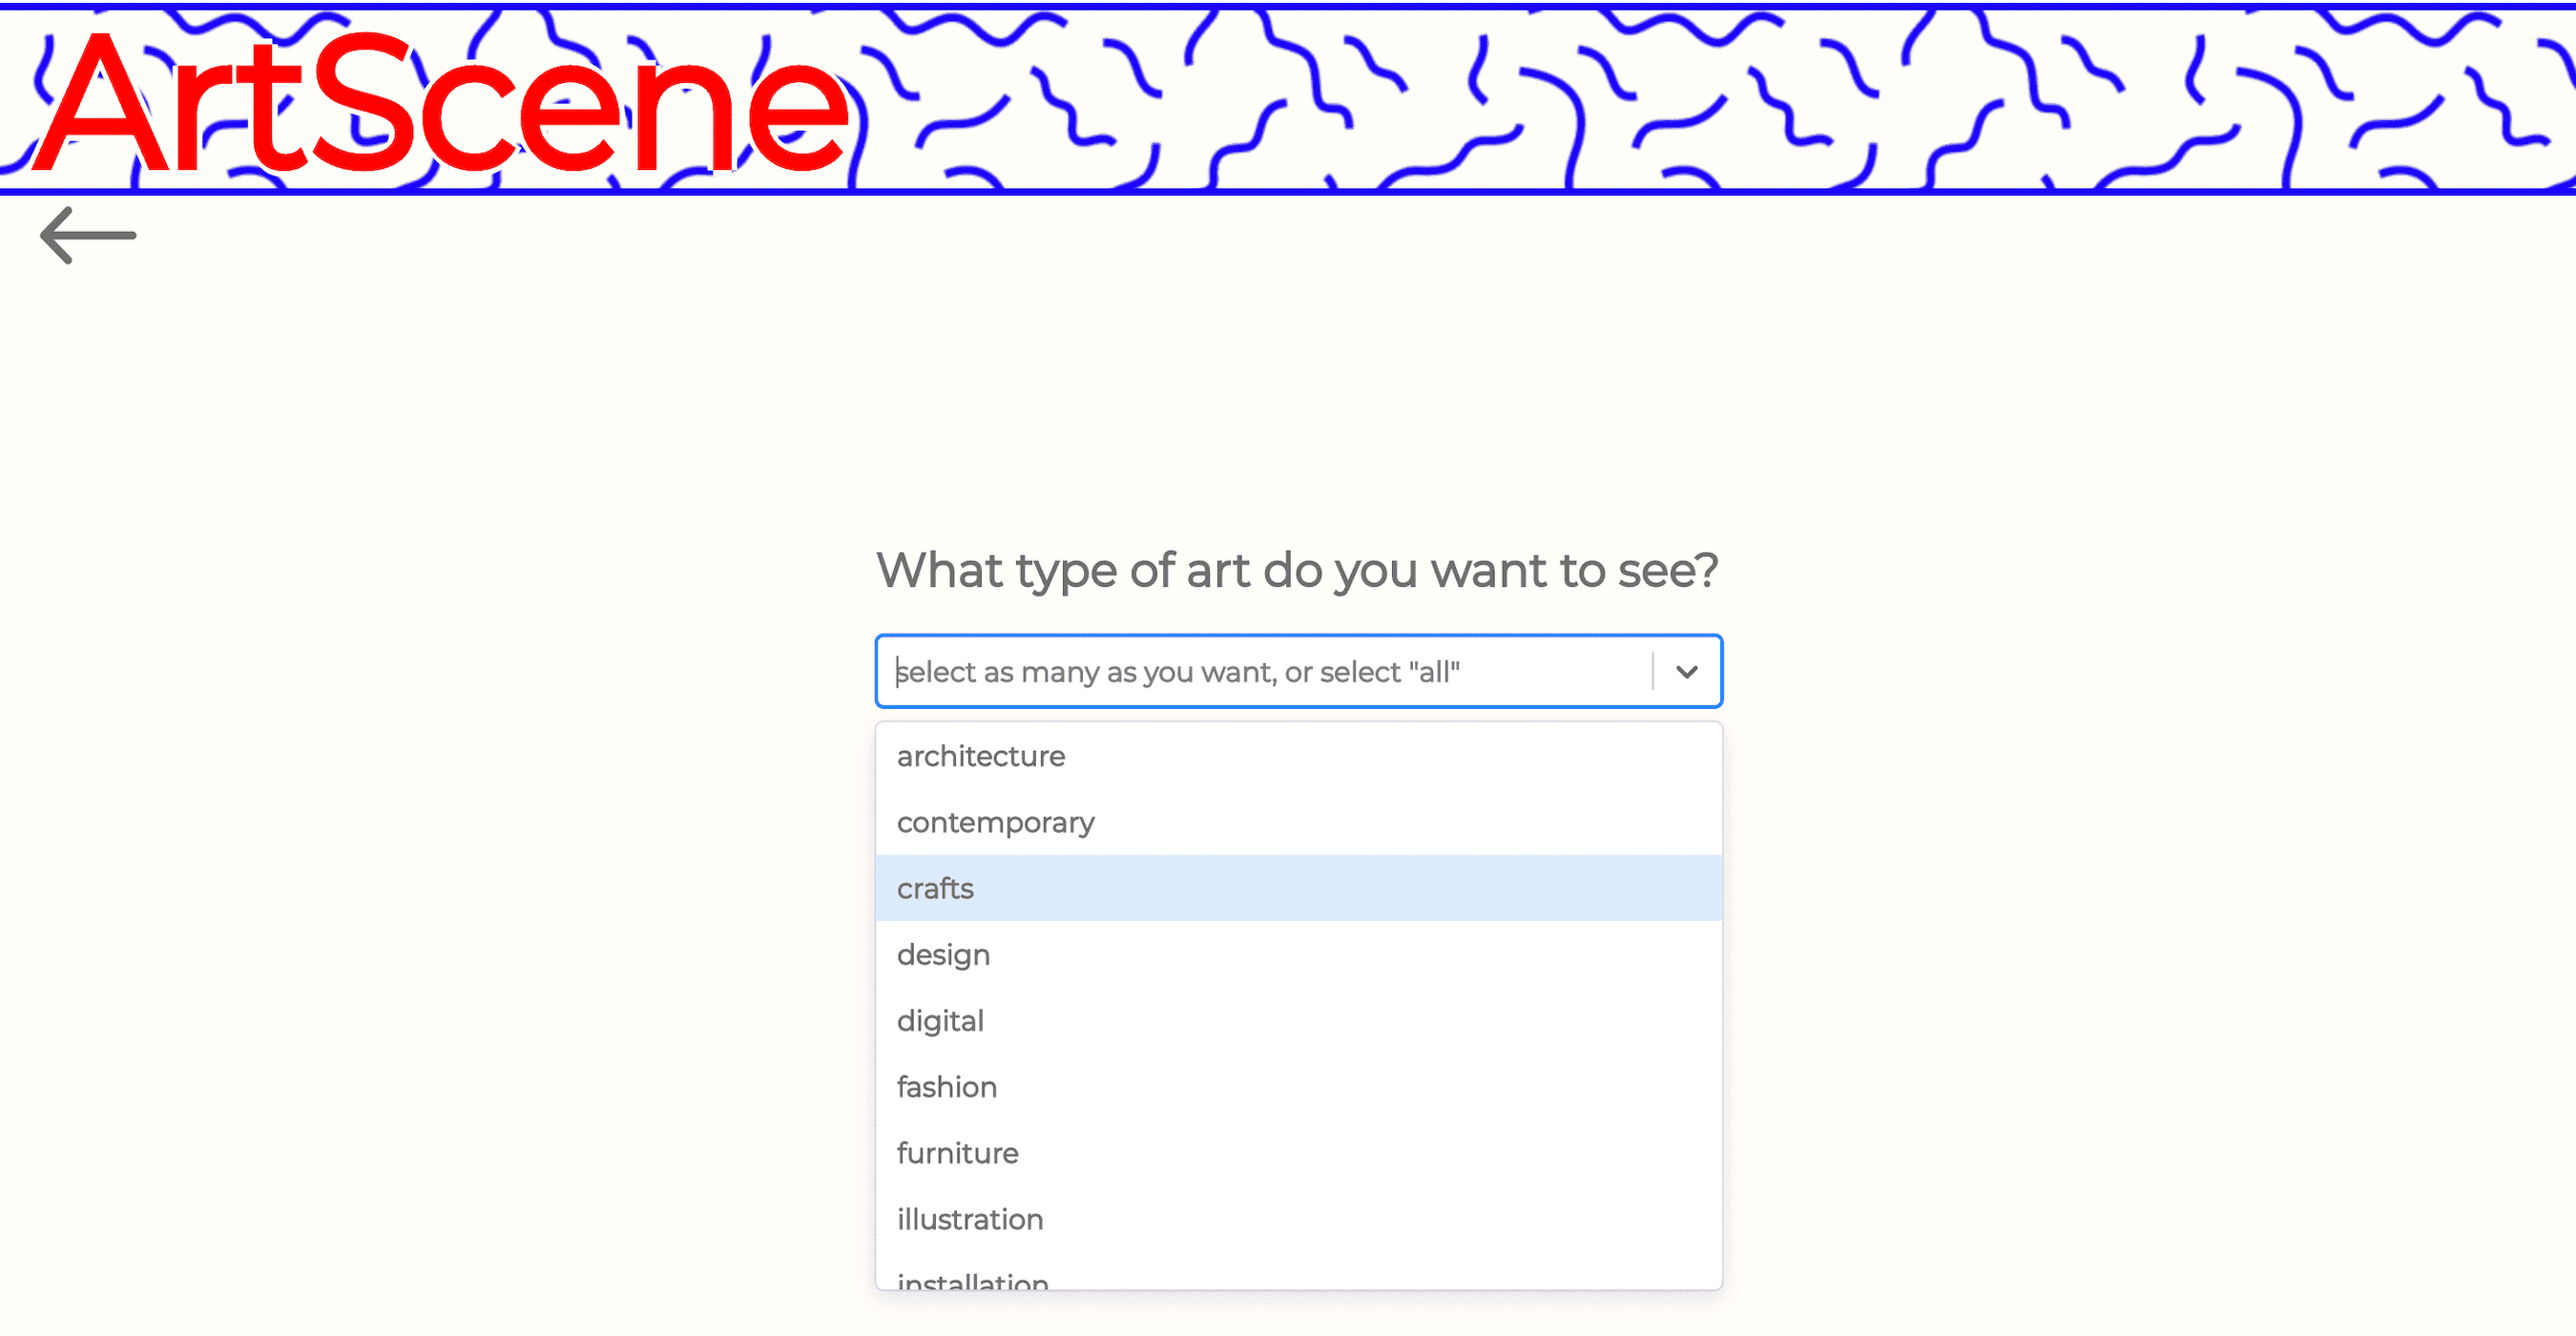 ArtScene
What type of art do you want to see?
select as many as you want, or select "all"
architecture
contemporary
crafts
design
digital
fashion
furniture
illustration
installation